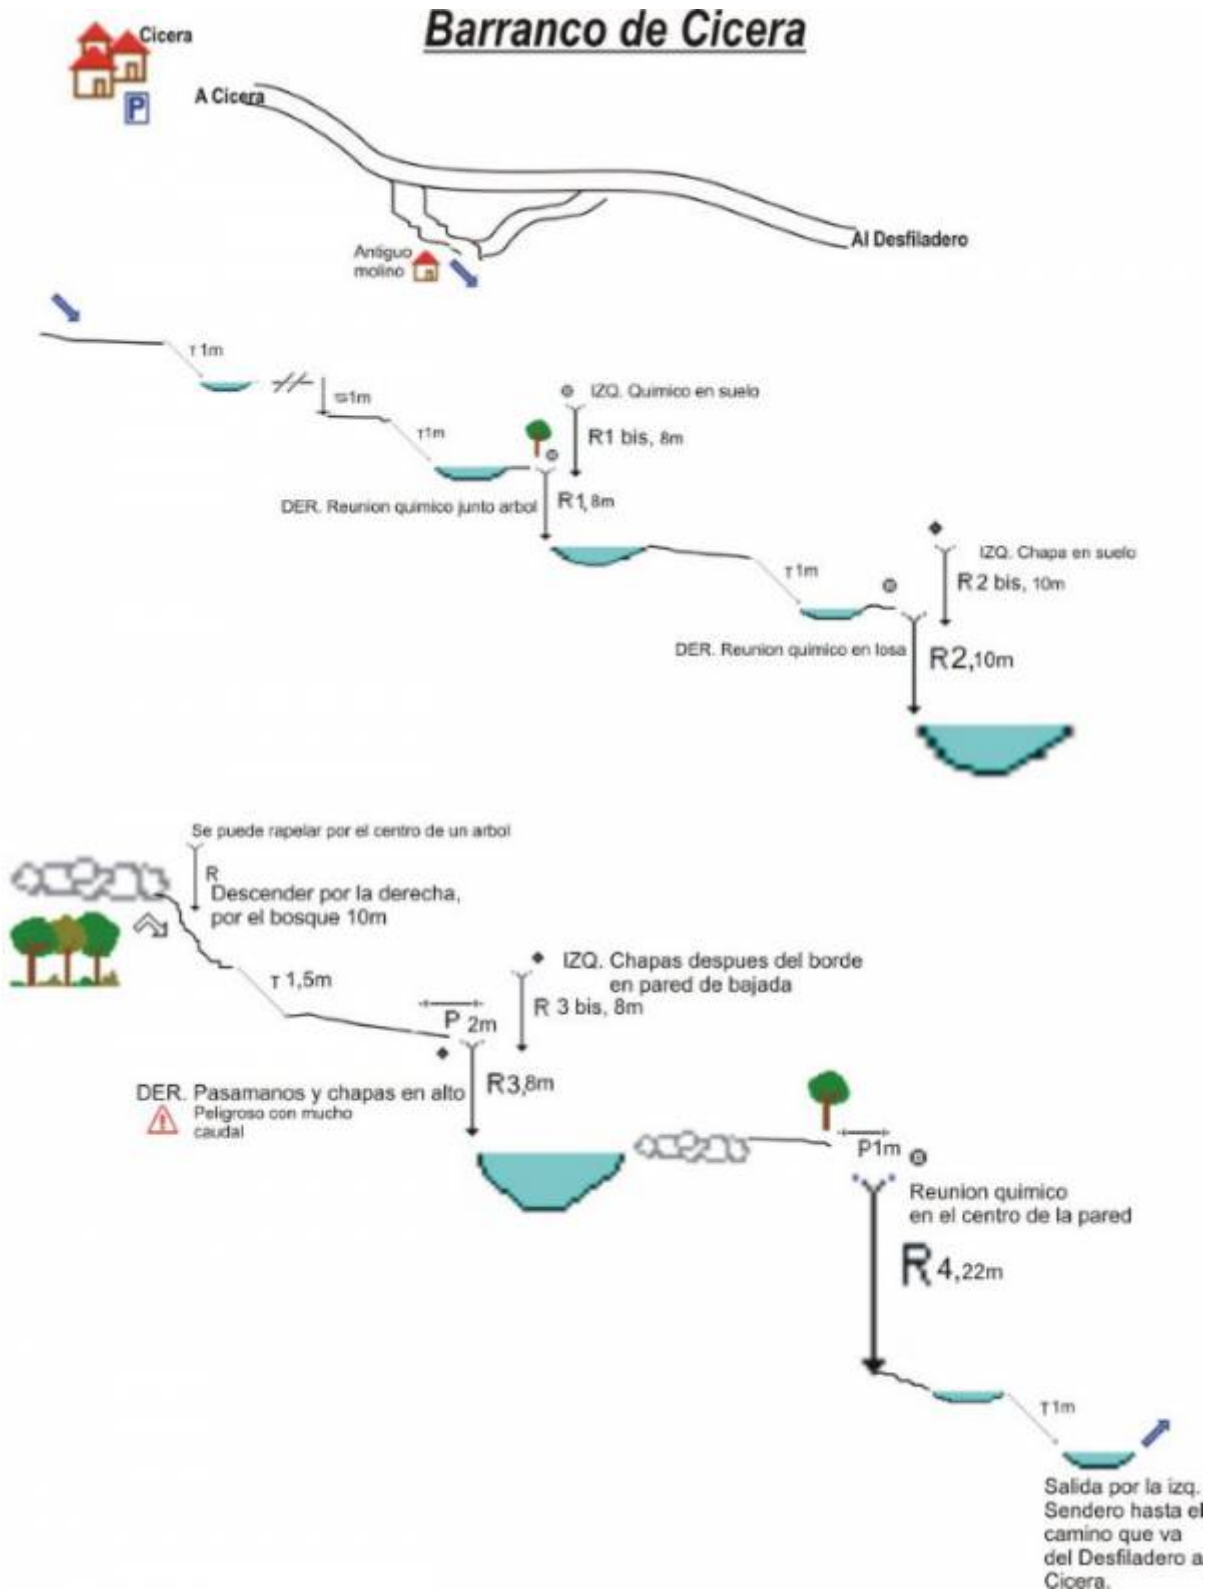 Barranco de Cicera
Cicera
P
A Cicera
Al Desfiladero
Antiguo
molino
T 1m
1m
T1m
IZQ. Quimico en suelo
R1 bis, 8m
DER. Reunion quimico junto arbol
R1,8m
T1m
IZQ. Chapa en suelo
R 2 bis, 10m
DER. Reunion quimico en losa
R2,10m
Se puede rapelar por el centro de un arbol
R
Descender por la derecha,
por el bosque 10m
T 1,5m
IZQ. Chapas despues del borde
en pared de bajada
R 3 bis, 8m
P 2m
DER. Pasamanos y chapas en alto
R3,8m
Peligroso con mucho
caudal
P1m
Reunion quimico
en el centro de la pared
R4,22m
T1m
Salida por la izq.
Sendero hasta el
camino que va
del Desfiladero a
Cicera.